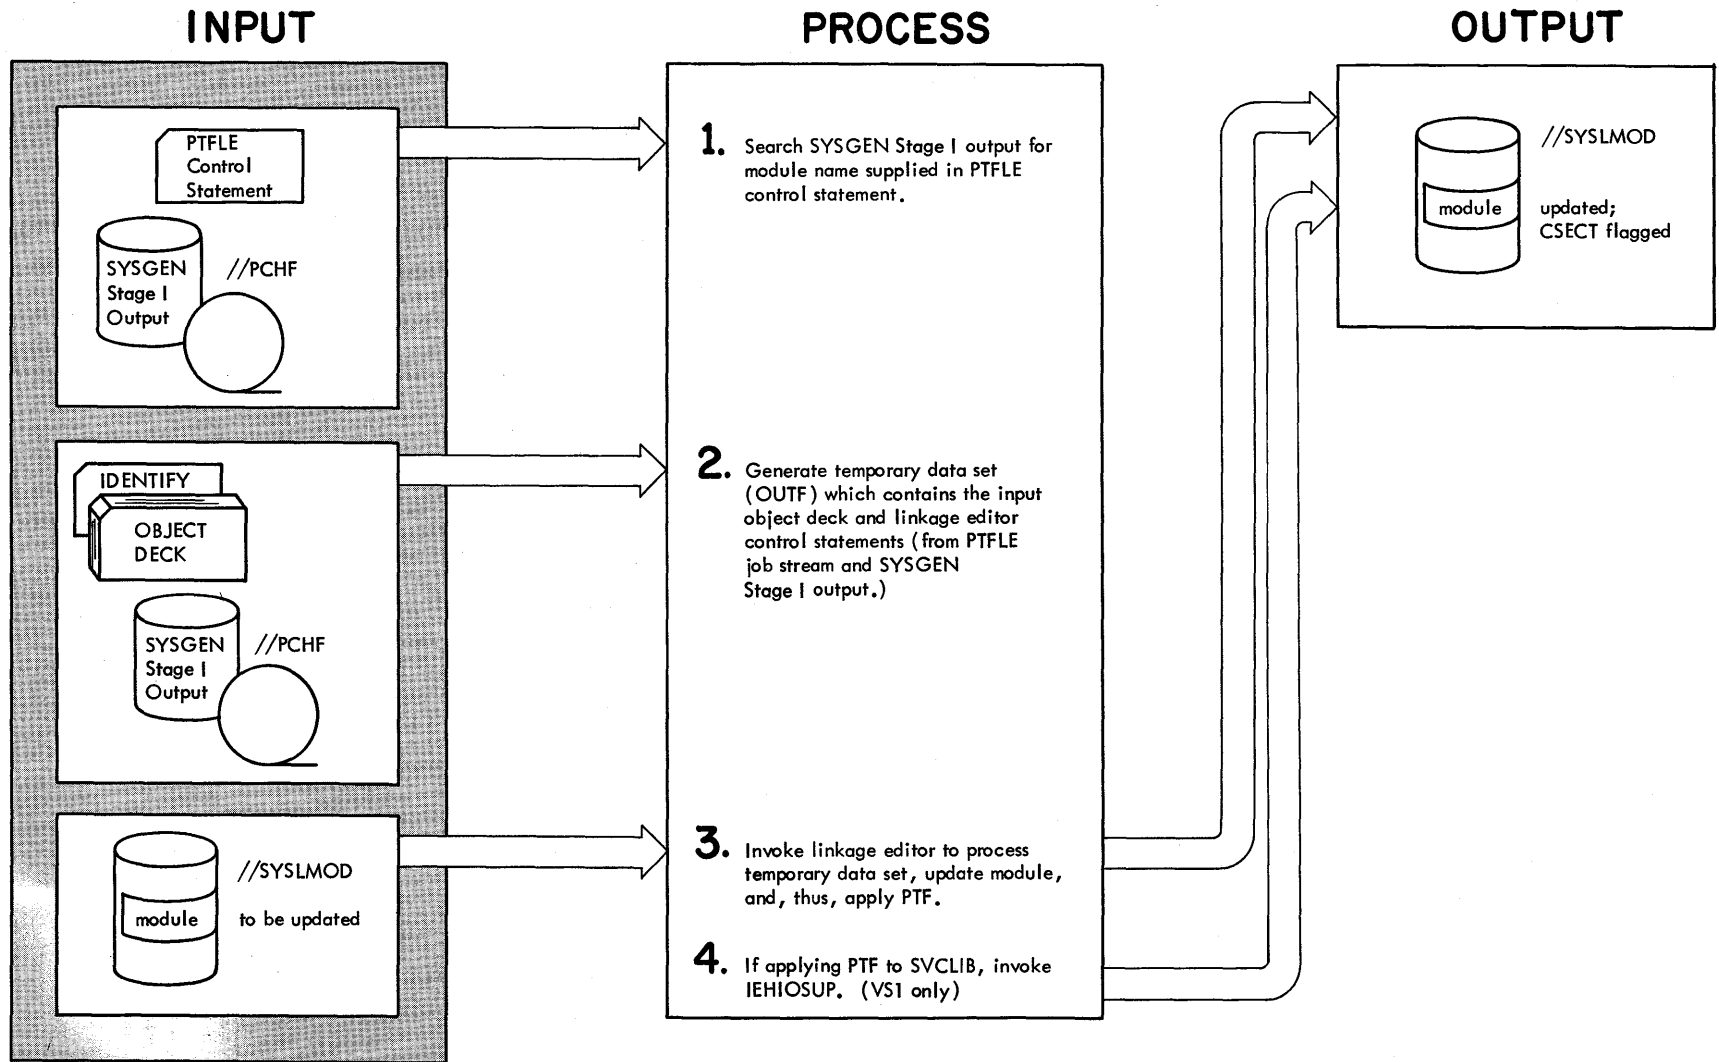 INPUT
PROCESS
OUTPUT
PTFLE
Control
Statement
SYSGEN
Stage I
Output
//PCHF
IDENTIFY
OBJECT
DECK
SYSGEN
Stage I
Output
//PCHF
//SYSLMOD
module
to be updated
1. Search SYSGEN Stage I output for
module name supplied in PTFLE
control statement.
2. Generate temporary data set
(OUTF) which contains the input
object deck and linkage editor
control statements (from PTFLE
job stream and SYSGEN
Stage I output.)
3. Invoke linkage editor to process
temporary data set, update module,
and, thus, apply PTF.
4. If applying PTF to SVCLIB, invoke
IEHIOSUP. (VS1 only)
//SYSLMOD
module
updated;
CSECT flagged